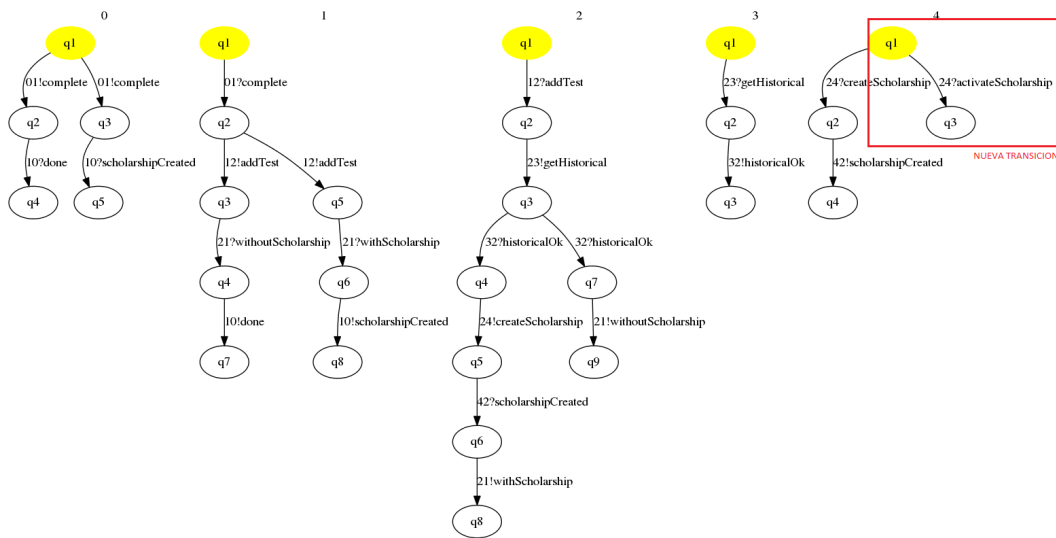 0 1 2 3 4
q1 q1 q1 q1 q1
01!complete 01!complete 01?complete 12?addTest 23?getHistorical 24?createScholarship 24?activateScholarship
q2 q3 q2 q2 q2 q2 q3
NUEVA TRANSICION
10?done 10?scholarshipCreated 12!addTest 12!addTest 23!getHistorical 32!historicalOk 42!scholarshipCreated
q4 q5 q3 q5 q3 q3 q4
21?withoutScholarship 21?withScholarship 32?historicalOk 32?historicalOk
q4 q6 q4 q7
10!done 10!scholarshipCreated 24!createScholarship 21!withoutScholarship
q7 q8 q5 q9
42?scholarshipCreated
q6
21!withScholarship
q8